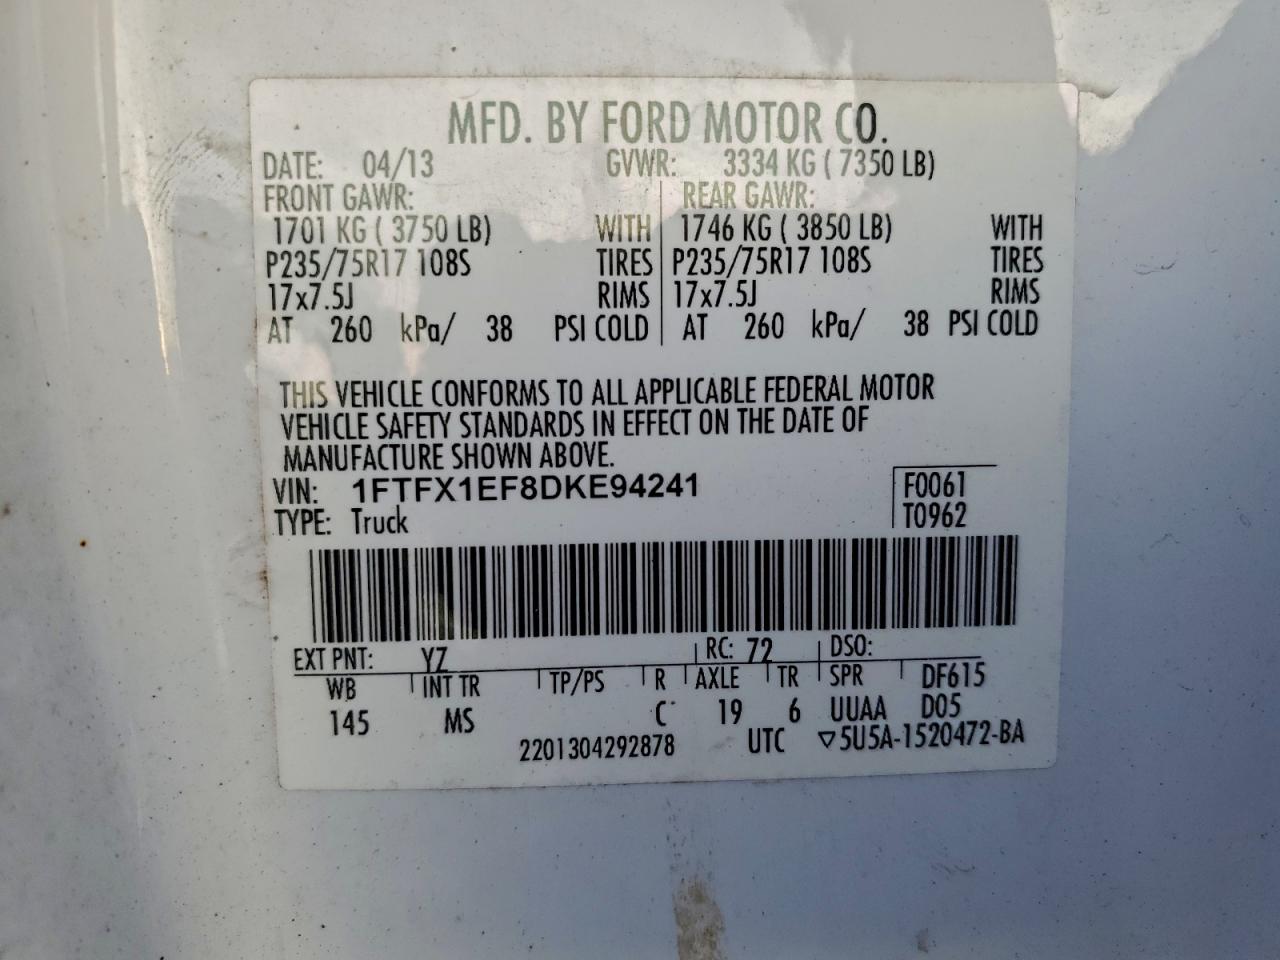 MFD. BY FORD MOTOR CO.
DATE: 04/13 GVWR: 3334 KG ( 7350 LB)
FRONT GAWR: REAR GAWR:
1701 KG ( 3750 LB) WITH 1746 KG ( 3850 LB) WITH
P235/75R17 108S TIRES P235/75R17 108S TIRES
17x7.5J RIMS 17x7.5J RIMS
AT 260 kPa/ 38 PSI COLD AT 260 kPa/ 38 PSI COLD
THIS VEHICLE CONFORMS TO ALL APPLICABLE FEDERAL MOTOR
VEHICLE SAFETY STANDARDS IN EFFECT ON THE DATE OF
MANUFACTURE SHOWN ABOVE.
VIN: 1FTFX1EF8DKE94241 F0061
TYPE: Truck T0962
EXT PNT: YZ RC: 72 DSO:
WB INT TR TP/PS R AXLE TR SPR DF615
145 MS C 19 6 UUAA D05
2201304292878 UTC ▽5U5A-1520472-BA